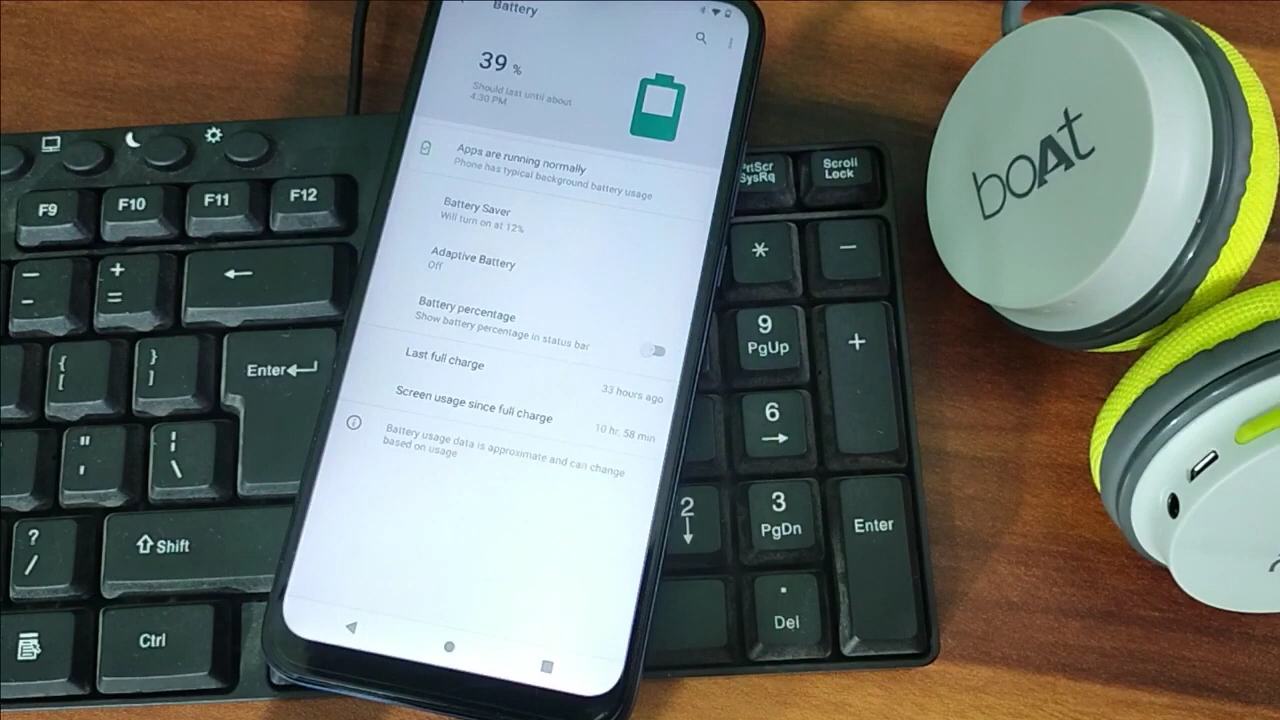 Battery
39 %
Should last until about
4:30 PM
Apps are running normally
Phone has typical background battery usage
Battery Saver
Will turn on at 12%
Adaptive Battery
Off
Battery percentage
Show battery percentage in status bar
Last full charge
33 hours ago
Screen usage since full charge
10 hr, 58 min
Battery usage data is approximate and can change
based on usage
F9
F10
F11
F12
PrtScr
SysRq
Scroll
Lock
-
-
+
=
*
-
{
[
}
]
Enter
9
PgUp
+
"
'
¦
\
6
?
/
Shift
2
3
PgDn
Enter
Ctrl
.
Del
boAt